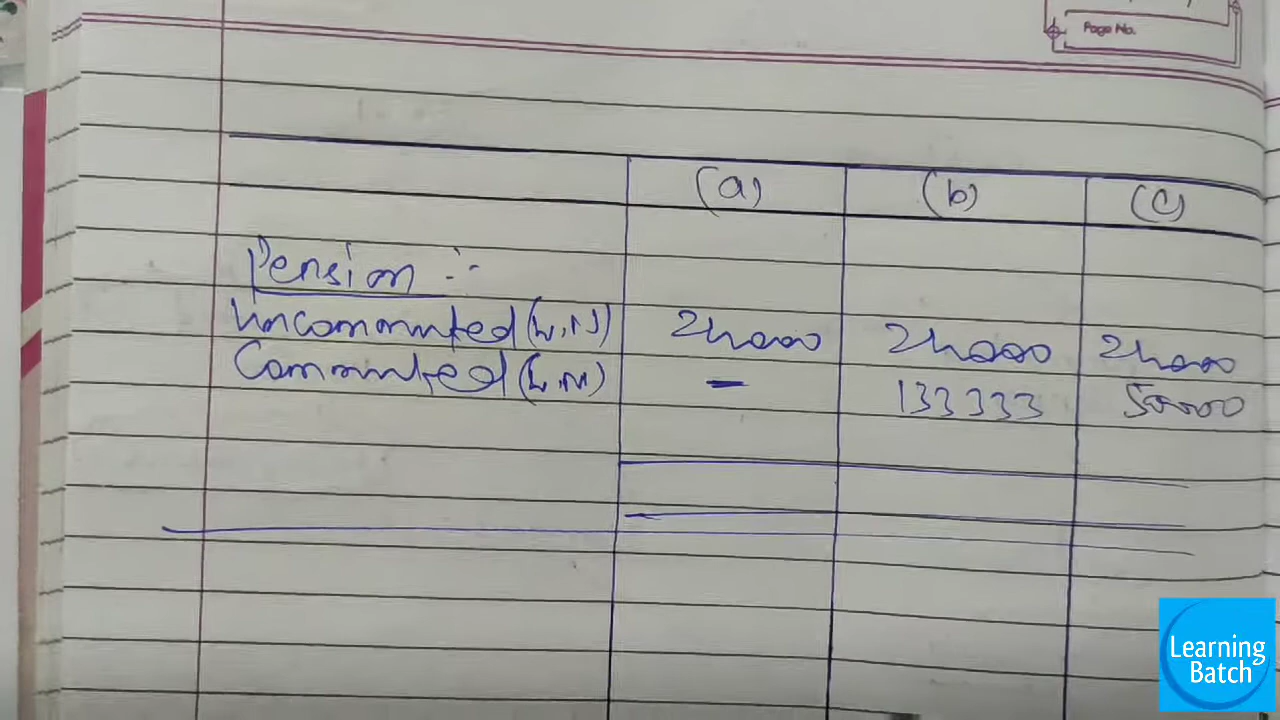 Page No.
(a) (b) (c)
Pension :-
Uncommuted (W.N) 24000 24000 24000
Commuted (W.N) - 133333 50000
Learning
Batch